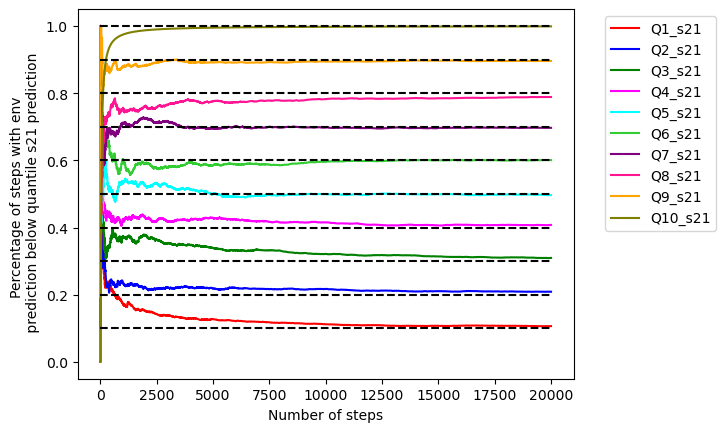 Percentage of steps with env
prediction below quantile s21 prediction
1.0
0.8
0.6
0.4
0.2
0.0
0
2500
5000
7500
10000
12500
15000
17500
20000
Number of steps
Q1_s21
Q2_s21
Q3_s21
Q4_s21
Q5_s21
Q6_s21
Q7_s21
Q8_s21
Q9_s21
Q10_s21